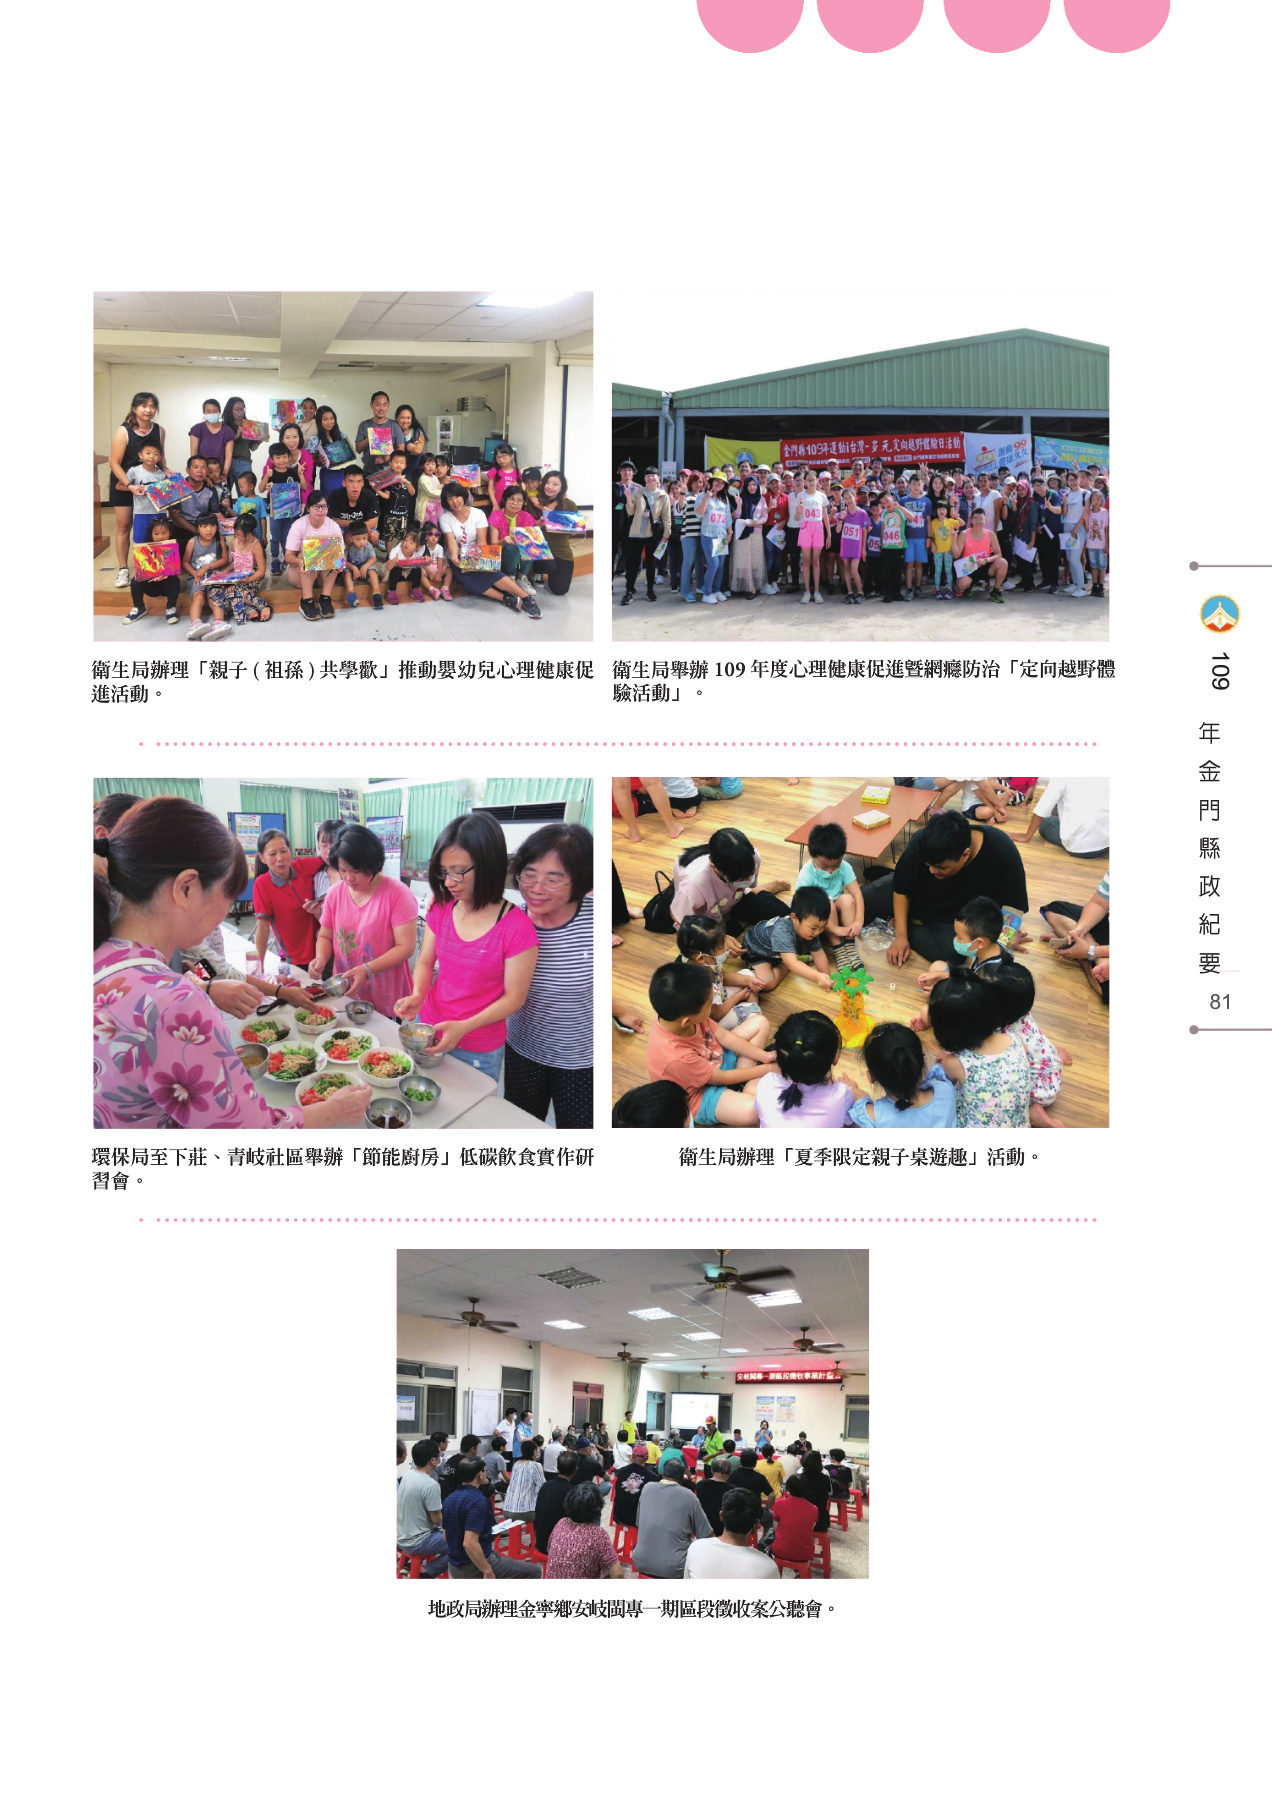 金門縣109年運動i台灣-多元定向越野體驗日活動
072
043
051
046
衛生局辦理「親子(祖孫)共學歡」推動嬰幼兒心理健康促
進活動。
衛生局舉辦 109 年度心理健康促進暨網癮防治「定向越野體
驗活動」。
環保局至下莊、青岐社區舉辦「節能廚房」低碳飲食實作研
習會。
衛生局辦理「夏季限定親子桌遊趣」活動。
地政局辦理金寧鄉安岐閩專一期區段徵收案公聽會。
109 年金門縣政紀要
81